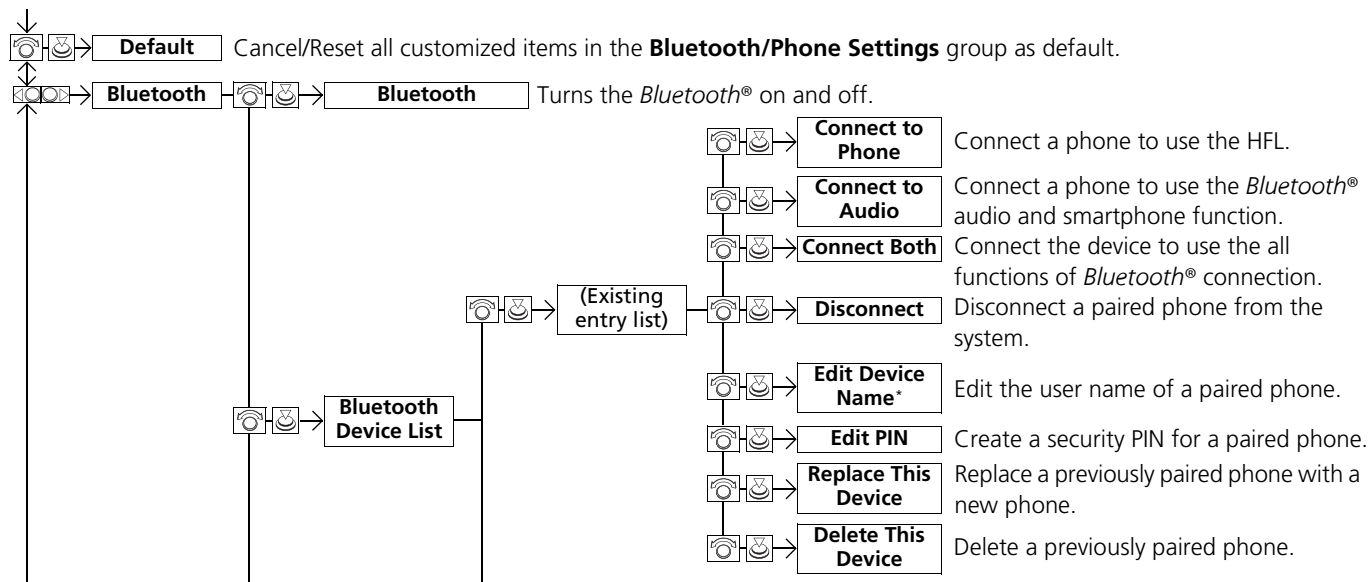 Default
Cancel/Reset all customized items in the Bluetooth/Phone Settings group as default.
Bluetooth
Bluetooth
Turns the Bluetooth® on and off.
Connect to
Phone
Connect a phone to use the HFL.
Connect to
Audio
Connect a phone to use the Bluetooth®
audio and smartphone function.
Connect Both
Connect the device to use the all
functions of Bluetooth® connection.
(Existing
entry list)
Disconnect
Disconnect a paired phone from the
system.
Edit Device
Name*
Edit the user name of a paired phone.
Bluetooth
Device List
Edit PIN
Create a security PIN for a paired phone.
Replace This
Device
Replace a previously paired phone with a
new phone.
Delete This
Device
Delete a previously paired phone.